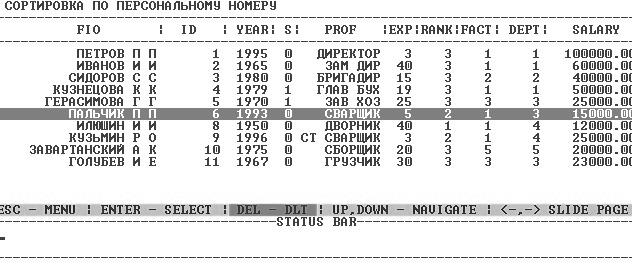 СОРТИРОВКА ПО ПЕРСОНАЛЬНОМУ НОМЕРУ
FIO ¦ ID ¦ YEAR¦ S¦ PROF ¦EXP¦RANK¦FACT¦ DEPT¦ SALARY
ПЕТРОВ П П 1 1995 0 ДИРЕКТОР 3 3 1 1 100000.00
ИВАНОВ И И 2 1965 0 ЗАМ ДИР 40 3 1 1 60000.00
СИДОРОВ С С 3 1980 0 БРИГАДИР 15 3 2 2 40000.00
КУЗНЕЦОВА К К 4 1979 1 ГЛАВ БУХ 19 3 1 1 50000.00
ГЕРАСИМОВА Г Г 5 1970 1 ЗАВ ХОЗ 25 3 3 3 25000.00
ПАЛЬЧИК П П 6 1993 0 СВАРЩИК 5 2 1 3 15000.00
ИЛЮШИН И И 8 1950 0 ДВОРНИК 40 1 1 4 12000.00
КУЗЬМИН Р О 9 1996 0 СТ СВАРЩИК 3 2 1 4 25000.00
ЗАВАРТАНСКИЙ А К 10 1975 0 СБОРЩИК 20 3 5 5 20000.00
ГОЛУБЕВ И Е 11 1967 0 ГРУЗЧИК 30 3 3 3 23000.00
ESC - MENU ¦ ENTER - SELECT ¦ DEL - DLT ¦ UP,DOWN - NAVIGATE ¦ <-,-> SLIDE PAGE
STATUS BAR